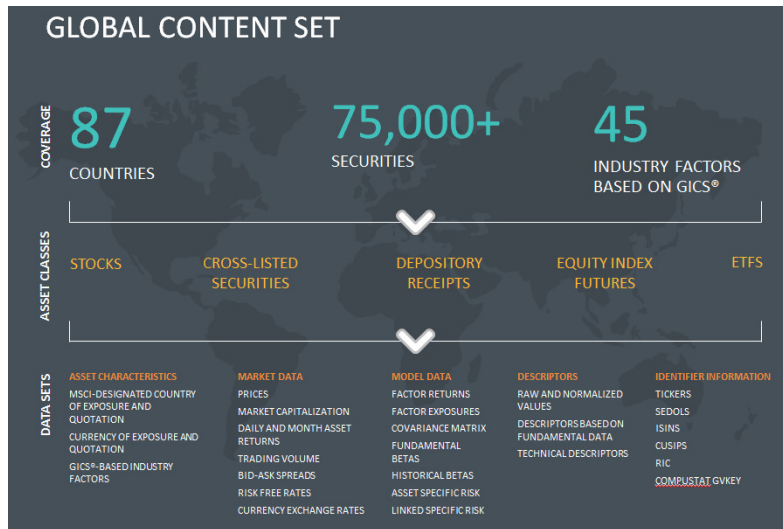 GLOBAL CONTENT SET
COVERAGE
87
COUNTRIES
75,000+
SECURITIES
45
INDUSTRY FACTORS
BASED ON GICS®
ASSET CLASSES
STOCKS
CROSS-LISTED
SECURITIES
DEPOSITORY
RECEIPTS
EQUITY INDEX
FUTURES
ETFS
DATA SETS
ASSET CHARACTERISTICS
MSCI-DESIGNATED COUNTRY
OF EXPOSURE AND
QUOTATION
CURRENCY OF EXPOSURE AND
QUOTATION
GICS®-BASED INDUSTRY
FACTORS
MARKET DATA
PRICES
MARKET CAPITALIZATION
DAILY AND MONTH ASSET
RETURNS
TRADING VOLUME
BID-ASK SPREADS
RISK FREE RATES
CURRENCY EXCHANGE RATES
MODEL DATA
FACTOR RETURNS
FACTOR EXPOSURES
COVARIANCE MATRIX
FUNDAMENTAL
BETAS
HISTORICAL BETAS
ASSET SPECIFIC RISK
LINKED SPECIFIC RISK
DESCRIPTORS
RAW AND NORMALIZED
VALUES
DESCRIPTORS BASED ON
FUNDAMENTAL DATA
TECHNICAL DESCRIPTORS
IDENTIFIER INFORMATION
TICKERS
SEDOLS
ISINS
CUSIPS
RIC
COMPUSTAT GVKEY